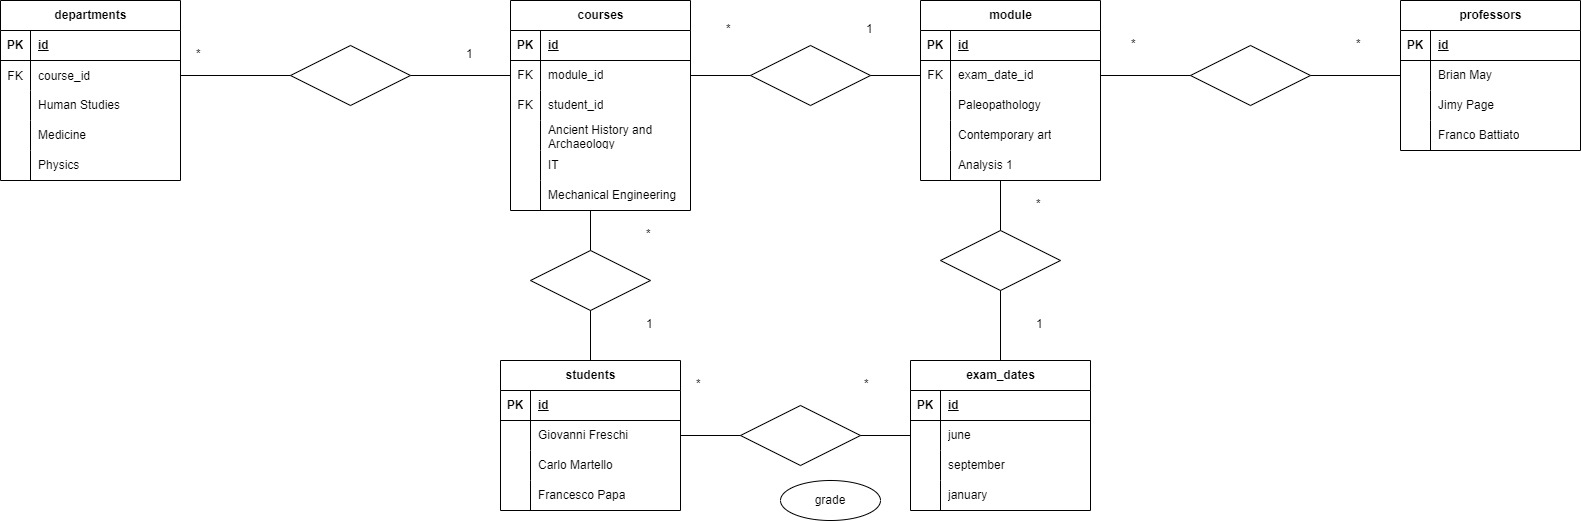 departments
PK id
FK course_id
Human Studies
Medicine
Physics
*
1
courses
PK id
FK module_id
FK student_id
Ancient History and
Archaeology
IT
Mechanical Engineering
*
1
module
PK id
FK exam_date_id
Paleopathology
Contemporary art
Analysis 1
*
*
professors
PK id
Brian May
Jimy Page
Franco Battiato
*
1
*
1
students
PK id
Giovanni Freschi
Carlo Martello
Francesco Papa
*
*
grade
exam_dates
PK id
june
september
january